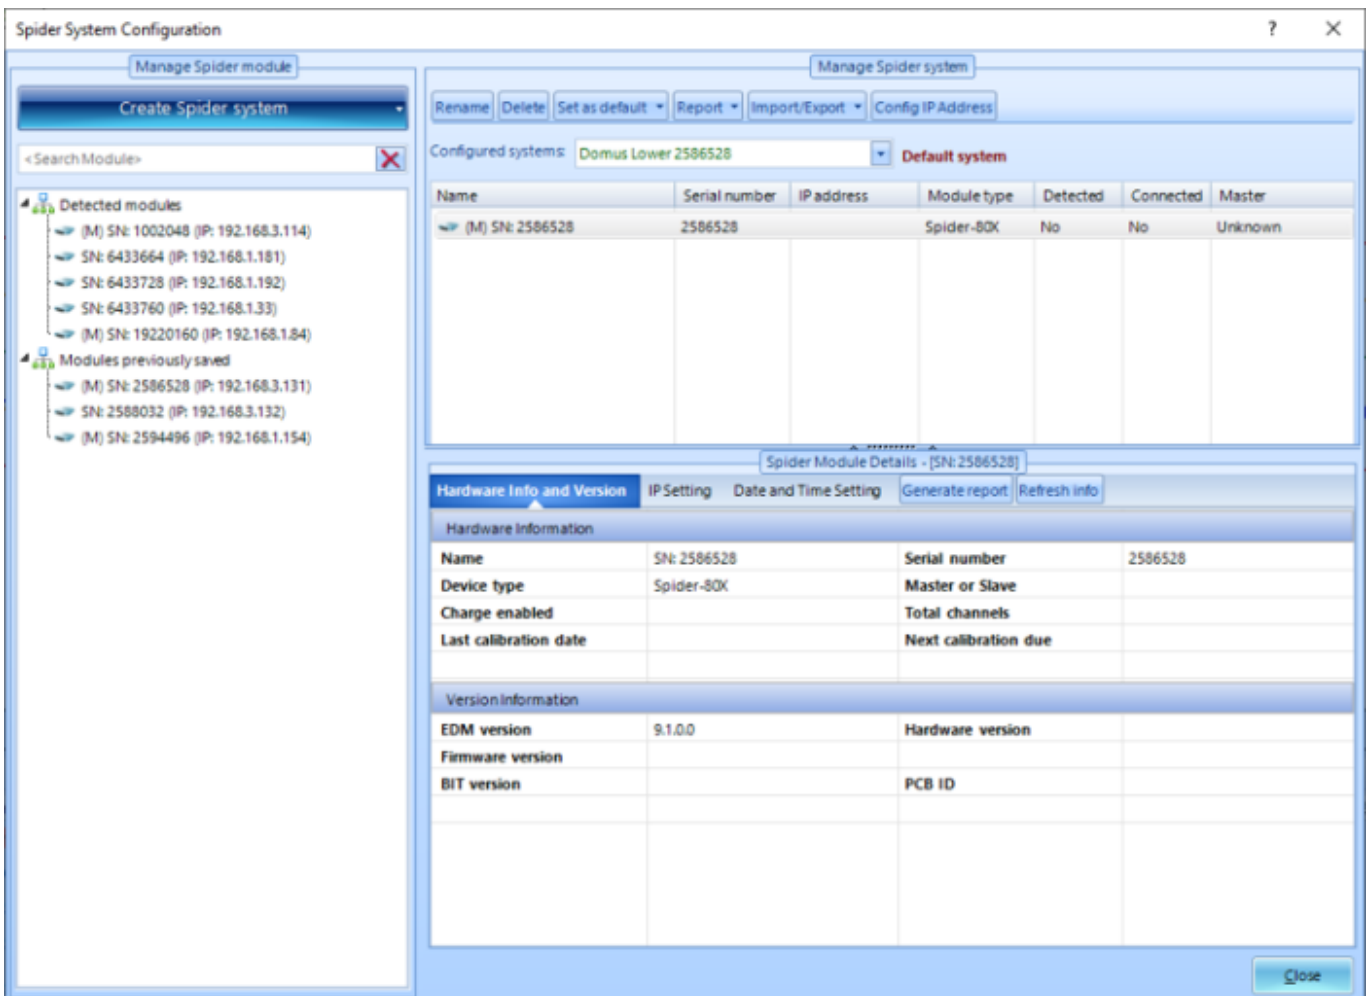 Spider System Configuration
?
Manage Spider module
Create Spider system
<Search Module>
Detected modules
(M) SN: 1002048 (IP: 192.168.3.114)
SN: 6433664 (IP: 192.168.1.181)
SN: 6433728 (IP: 192.168.1.192)
SN: 6433760 (IP: 192.168.1.33)
(M) SN: 19220160 (IP: 192.168.1.84)
Modules previously saved
(M) SN: 2586528 (IP: 192.168.3.131)
SN: 2588032 (IP: 192.168.3.132)
(M) SN: 2594496 (IP: 192.168.1.154)
Manage Spider system
Rename Delete Set as default Report Import/Export Config IP Address
Configured systems: Domus Lower 2586528 Default system
Name Serial number IP address Module type Detected Connected Master
(M) SN: 2586528 2586528 Spider-80X No No Unknown
Spider Module Details - [SN: 2586528]
Hardware Info and Version IP Setting Date and Time Setting Generate report Refresh info
Hardware Information
Name SN: 2586528 Serial number 2586528
Device type Spider-80X Master or Slave
Charge enabled Total channels
Last calibration date Next calibration due
Version Information
EDM version 9.1.0.0 Hardware version
Firmware version
BIT version PCB ID
Close